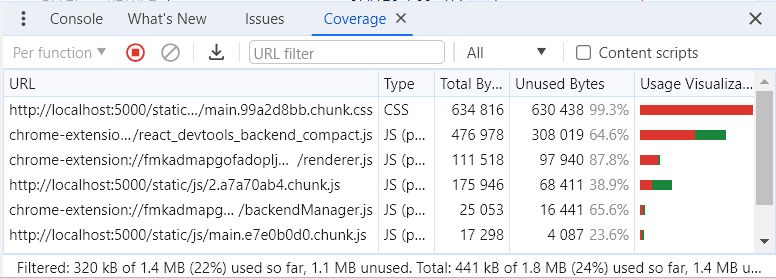 Console What's New Issues Coverage
Per function URL filter All Content scripts
URL Type Total By... Unused Bytes Usage Visualiza...
http://localhost:5000/static.../main.99a2d8bb.chunk.css CSS 634 816 630 438 99.3%
chrome-extensio.../react_devtools_backend_compact.js JS (p... 476 978 308 019 64.6%
chrome-extension://fmkadmapgofadoplj... /renderer.js JS (p... 111 518 97 940 87.8%
http://localhost:5000/static/js/2.a7a70ab4.chunk.js JS (p... 175 946 68 411 38.9%
chrome-extension://fmkadmapg... /backendManager.js JS (p... 25 053 16 441 65.6%
http://localhost:5000/static/js/main.e7e0b0d0.chunk.js JS (p... 17 298 4 087 23.6%
Filtered: 320 kB of 1.4 MB (22%) used so far, 1.1 MB unused. Total: 441 kB of 1.8 MB (24%) used so far, 1.4 MB u...